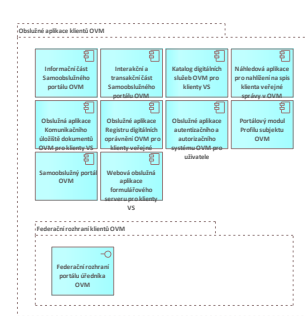 Obslužné aplikace klientů OVM
Informační část
Samoobslužného
portálu OVM
Interakční a
transakční část
Samoobslužného
portálu OVM
Katalog digitálních
služeb OVM pro
klienty VS
Náhledová aplikace
pro nahlížení na spis
klienta veřejné
správy v OVM
Obslužná aplikace
Komunikačního
úložiště dokumentů
OVM pro klienty VS
Obslužná aplikace
Registru digitálních
oprávnění OVM pro
klienty veřejné
Obslužné aplikace
autentizačního a
autorizačního
systému OVM pro
uživatele
Portálový modul
Profilu subjektu
OVM
Samoobslužný portál
OVM
Webová obslužná
aplikace
formulářového
serveru pro klienty
VS
Federační rozhraní klientů OVM
Federační rozhraní
portálu úředníka
OVM